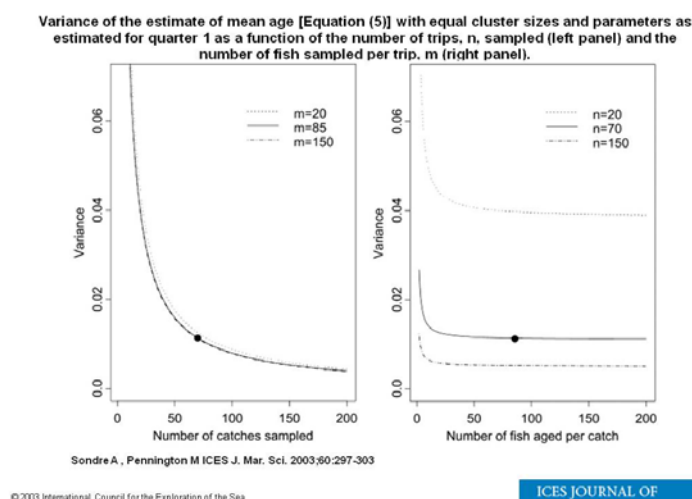 Variance of the estimate of mean age [Equation (5)] with equal cluster sizes and parameters as
estimated for quarter 1 as a function of the number of trips, n, sampled (left panel) and the
number of fish sampled per trip, m (right panel).
0.06
0.04
0.02
0.0
Variance
m=20
m=85
m=150
0
50
100
150
200
Number of catches sampled
0.06
0.04
0.02
0.0
Variance
n=20
n=70
n=150
0
50
100
150
200
Number of fish aged per catch
Sondre A , Pennington M ICES J. Mar. Sci. 2003;60:297-303
© 2003 International Council for the Exploration of the Sea
ICES JOURNAL OF